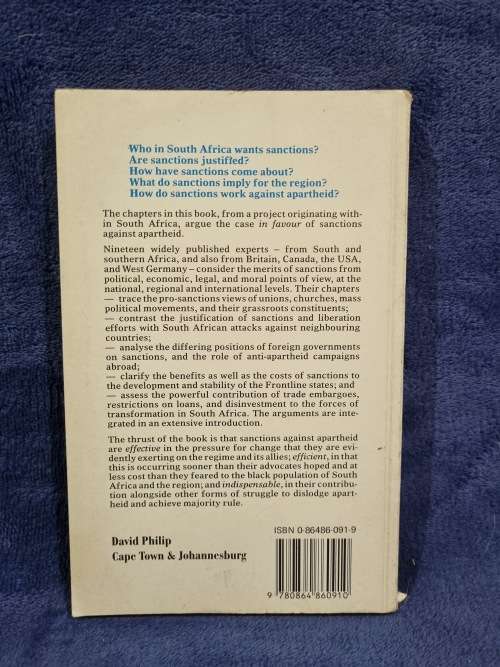 Who in South Africa wants sanctions?
Are sanctions justified?
How have sanctions come about?
What do sanctions imply for the region?
How do sanctions work against apartheid?
The chapters in this book, from a project originating with-
in South Africa, argue the case in favour of sanctions
against apartheid.
Nineteen widely published experts – from South and
southern Africa, and also from Britain, Canada, the USA,
and West Germany – consider the merits of sanctions from
political, economic, legal, and moral points of view, at the
national, regional and international levels. Their chapters
— trace the pro-sanctions views of unions, churches, mass
political movements, and their grassroots constituents;
— contrast the justification of sanctions and liberation
efforts with South African attacks against neighbouring
countries;
— analyse the differing positions of foreign governments
on sanctions, and the role of anti-apartheid campaigns
abroad;
— clarify the benefits as well as the costs of sanctions to
the development and stability of the Frontline states; and
— assess the powerful contribution of trade embargoes,
restrictions on loans, and disinvestment to the forces of
transformation in South Africa. The arguments are inte-
grated in an extensive introduction.
The thrust of the book is that sanctions against apartheid
are effective in the pressure for change that they are evi-
dently exerting on the regime and its allies; efficient, in that
this is occurring sooner than their advocates hoped and at
less cost than they feared to the black population of South
Africa and the region; and indispensable, in their contribu-
tion alongside other forms of struggle to dislodge apart-
heid and achieve majority rule.
ISBN 0-86486-091-9
David Philip
Cape Town & Johannesburg
9 780864 860910